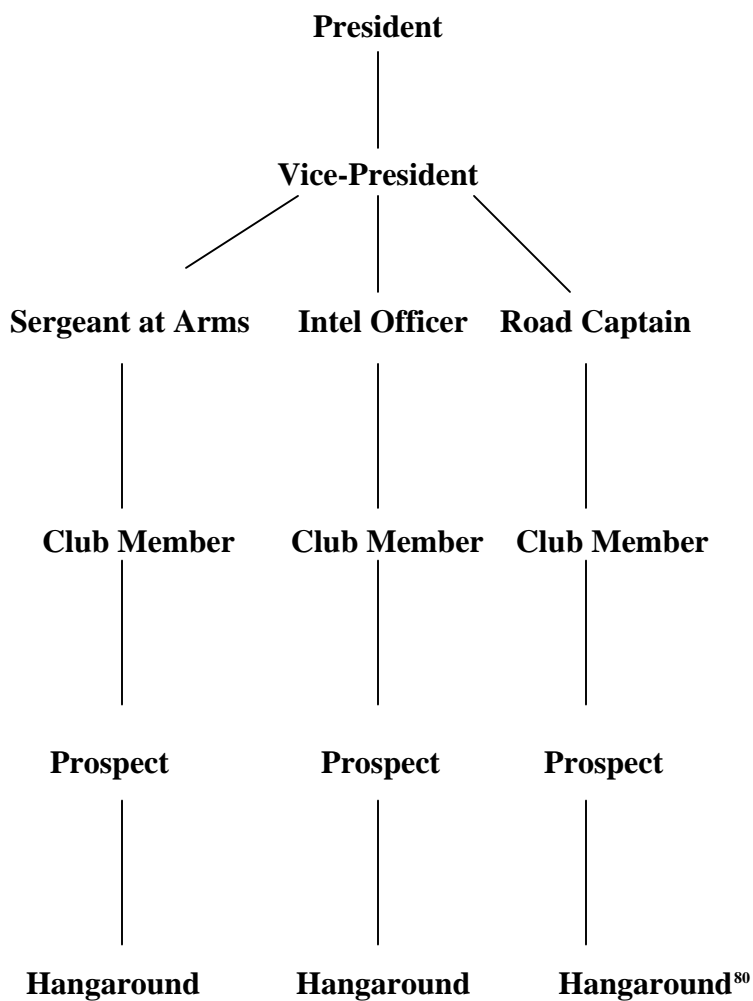 President
Vice-President
Sergeant at Arms Intel Officer Road Captain
Club Member Club Member Club Member
Prospect Prospect Prospect
Hangaround Hangaround Hangaround80